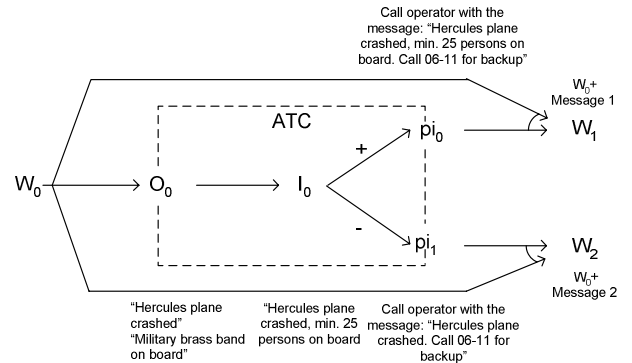 Call operator with the
message: “Hercules plane
crashed, min. 25 persons on
board. Call 06-11 for backup”
W0+
Message 1
ATC
+
pi0
W1
W0
O0
I0
-
pi1
W2
W0+
Message 2
“Hercules plane
crashed”
“Military brass band
on board”
“Hercules plane
crashed, min. 25
persons on board
Call operator with the
message: “Hercules plane
crashed. Call 06-11 for
backup”